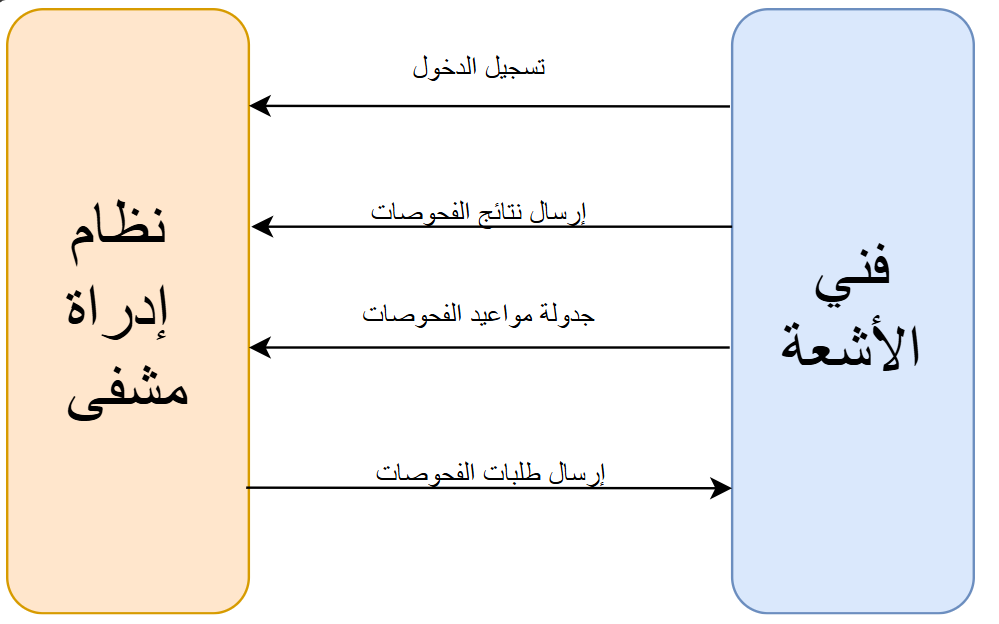 تسجيل الدخول
إرسال نتائج الفحوصات
جدولة مواعيد الفحوصات
إرسال طلبات الفحوصات
فني
الأشعة
نظام
إدراة
مشفى